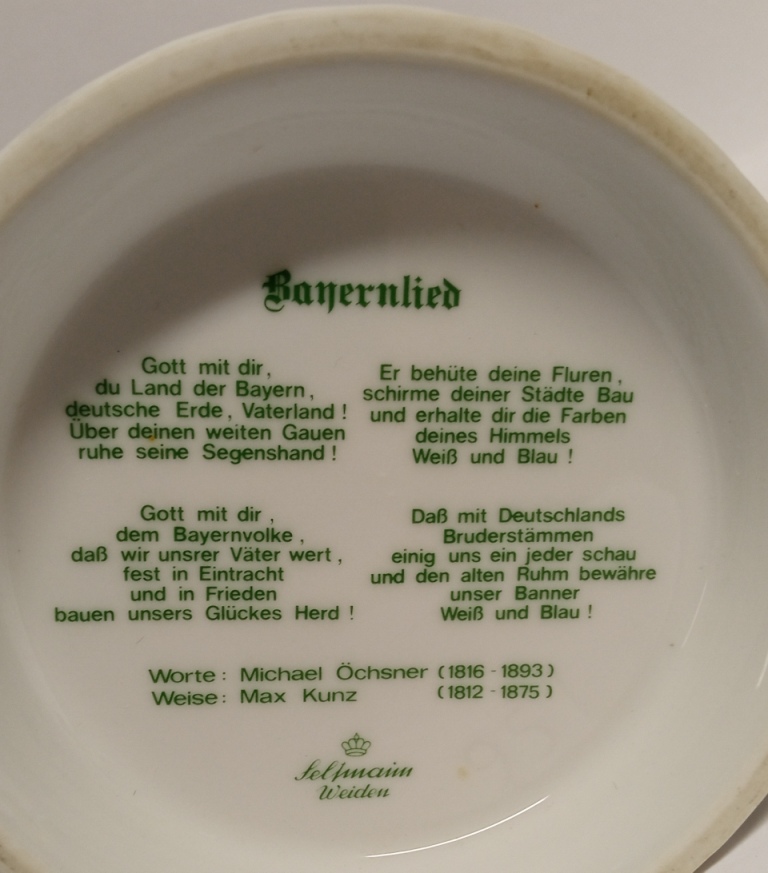 Bayernlied
Gott mit dir,
du Land der Bayern,
deutsche Erde, Vaterland!
Über deinen weiten Gauen
ruhe seine Segenshand!
Er behüte deine Fluren,
schirme deiner Städte Bau
und erhalte dir die Farben
deines Himmels
Weiß und Blau!
Gott mit dir,
dem Bayernvolke,
daß wir unsrer Väter wert,
fest in Eintracht
und in Frieden
bauen unsers Glückes Herd!
Daß mit Deutschlands
Bruderstämmen
einig uns ein jeder schau
und den alten Ruhm bewähre
unser Banner
Weiß und Blau!
Worte: Michael Öchsner (1816-1893)
Weise: Max Kunz (1812-1875)
Seltmann
Weiden